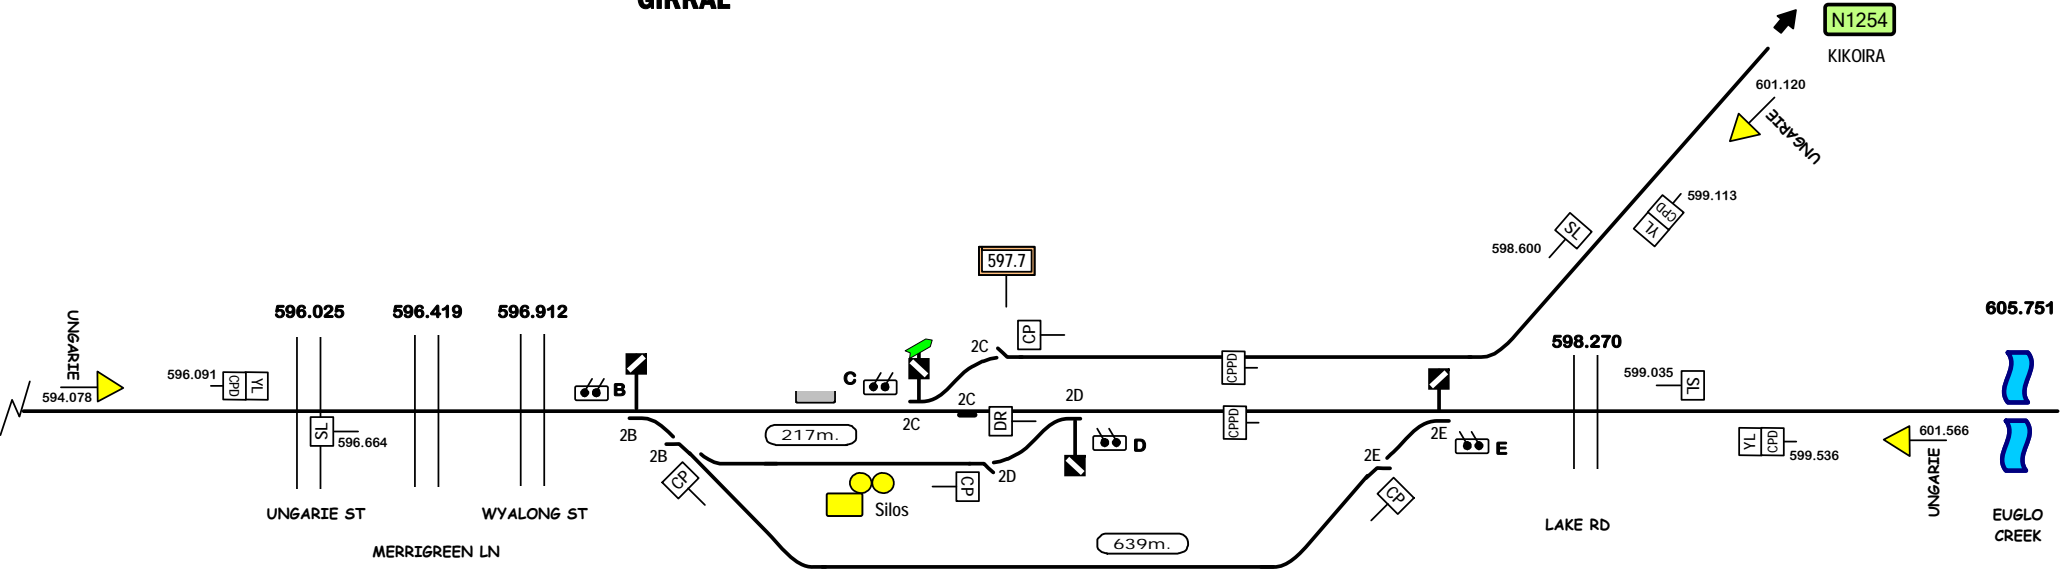 GIRRAL
N1254
KIKOIRA
601.120
UNGARIE
599.113
CPD
YL
SL
598.600
597.7
UNGARIE
594.078
596.091
CPD
YL
596.025
596.419
596.912
SL
596.664
B
C
2C
CP
2C
2C
DR
2D
CPPD
CPPD
598.270
599.035
SL
605.751
2B
2B
CP
217m.
2D
CP
D
2E
2E
CP
E
YL
CPD
599.536
601.566
UNGARIE
Silos
UNGARIE ST
WYALONG ST
MERRIGREEN LN
639m.
LAKE RD
EUGLO
CREEK